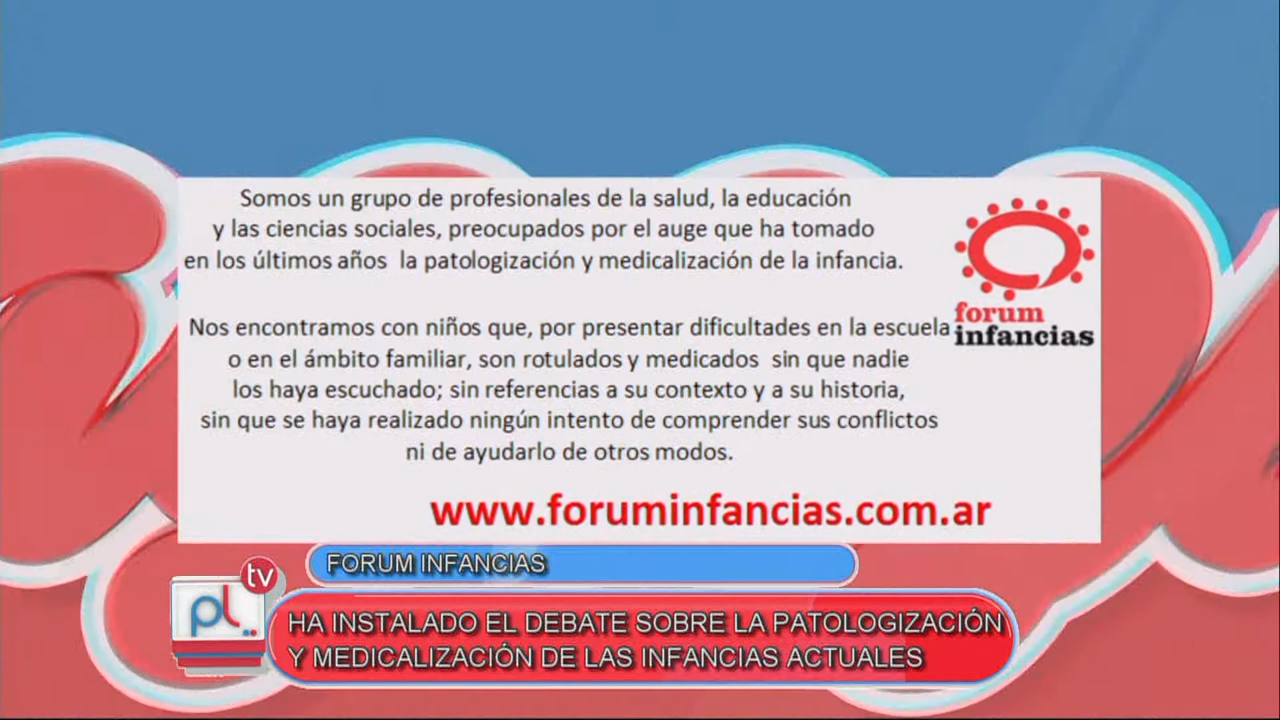 Somos un grupo de profesionales de la salud, la educación
y las ciencias sociales, preocupados por el auge que ha tomado
en los últimos años la patologización y medicalización de la infancia.
Nos encontramos con niños que, por presentar dificultades en la escuela
o en el ámbito familiar, son rotulados y medicados sin que nadie
los haya escuchado; sin referencias a su contexto y a su historia,
sin que se haya realizado ningún intento de comprender sus conflictos
ni de ayudarlo de otros modos.
forum
infancias
www.foruminfancias.com.ar
FORUM INFANCIAS
tv
pl..
HA INSTALADO EL DEBATE SOBRE LA PATOLOGIZACIÓN
Y MEDICALIZACIÓN DE LAS INFANCIAS ACTUALES